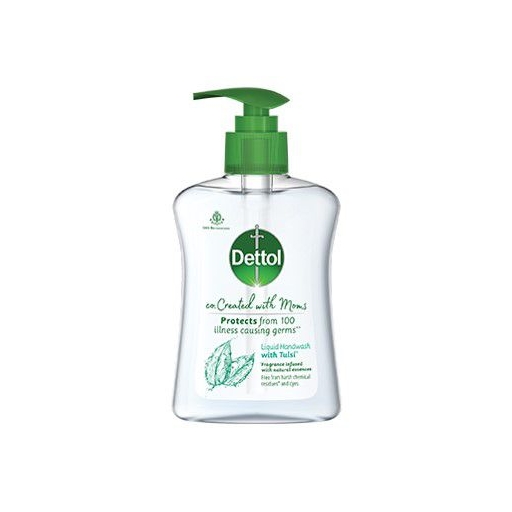 Dettol
co. Created with Moms
Protects from 100
illness causing germs**
Liquid Handwash
with Tulsi^
Fragrance infused
with natural essences
Free from harsh chemical
residues^ and dyes